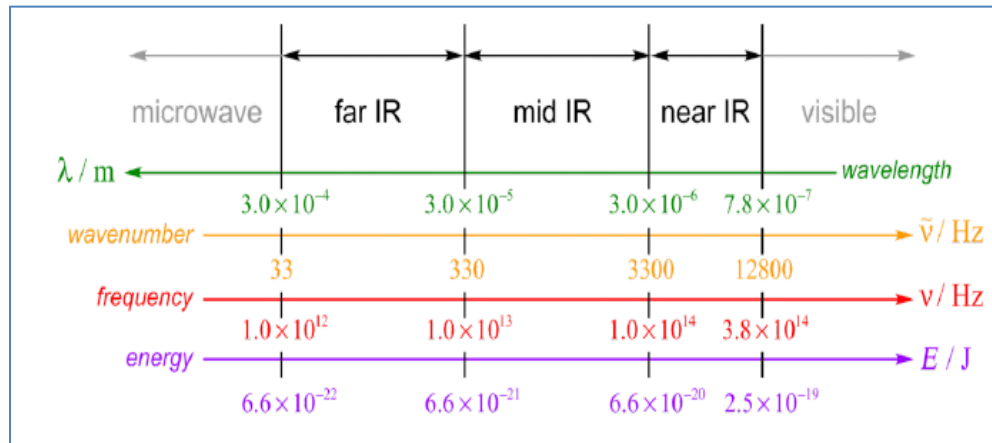 microwave far IR mid IR near IR visible
λ / m wavelength
3.0×10⁻⁴ 3.0×10⁻⁵ 3.0×10⁻⁶ 7.8×10⁻⁷
wavenumber ν̃ / Hz
33 330 3300 12800
frequency ν / Hz
1.0×10¹² 1.0×10¹³ 1.0×10¹⁴ 3.8×10¹⁴
energy E / J
6.6×10⁻²² 6.6×10⁻²¹ 6.6×10⁻²⁰ 2.5×10⁻¹⁹